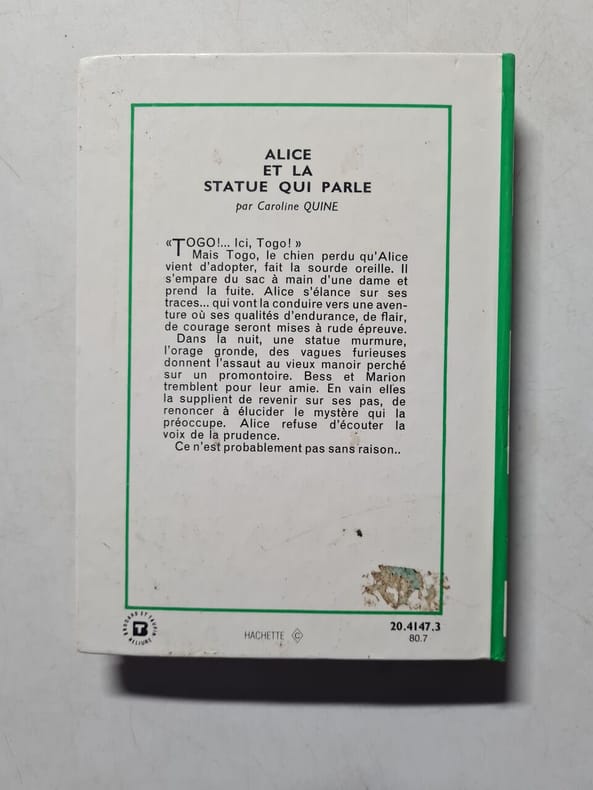 ALICE
ET LA
STATUE QUI PARLE
par Caroline QUINE
«TOGO!... Ici, Togo! »
Mais Togo, le chien perdu qu'Alice
vient d'adopter, fait la sourde oreille. Il
s'empare du sac à main d'une dame et
prend la fuite. Alice s'élance sur ses
traces... qui vont la conduire vers une aven-
ture où ses qualités d'endurance, de flair,
de courage seront mises à rude épreuve.
Dans la nuit, une statue murmure,
l'orage gronde, des vagues furieuses
donnent l'assaut au vieux manoir perché
sur un promontoire. Bess et Marion
tremblent pour leur amie. En vain elles
la supplient de revenir sur ses pas, de
renoncer à élucider le mystère qui la
préoccupe. Alice refuse d'écouter la
voix de la prudence.
Ce n'est probablement pas sans raison..
BRODARD ET TAUPIN
BT
RELIURE
HACHETTE C
20.4147.3
80.7